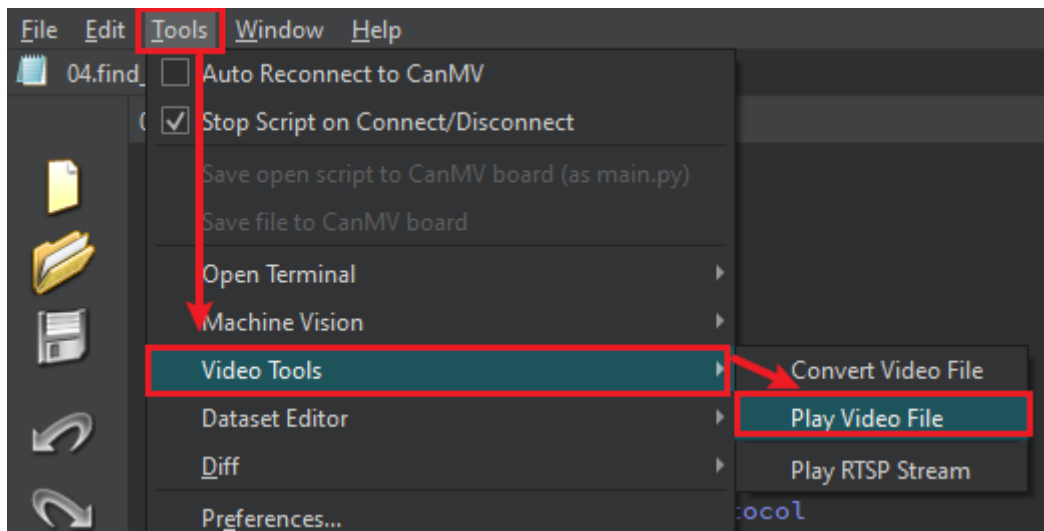 File Edit Tools Window Help
04.find_
Auto Reconnect to CanMV
Stop Script on Connect/Disconnect
Save open script to CanMV board (as main.py)
Save file to CanMV board
Open Terminal
Machine Vision
Video Tools
Convert Video File
Dataset Editor
Play Video File
Diff
Play RTSP Stream
Preferences...
tocol